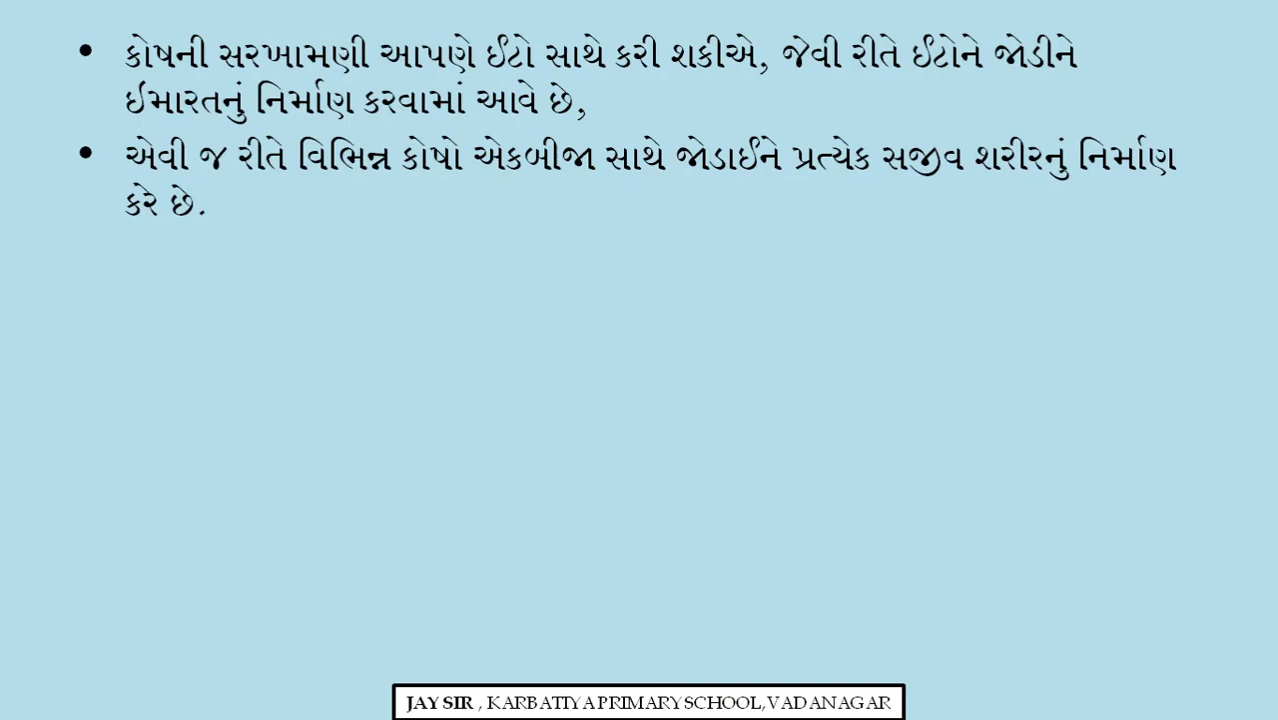 • કોષની સરખામણી આપણે ઈંટો સાથે કરી શકીએ, જેવી રીતે ઈંટોને જોડીને
ઈમારતનું નિર્માણ કરવામાં આવે છે,
• એવી જ રીતે વિભિન્ન કોષો એકબીજા સાથે જોડાઈને પ્રત્યેક સજીવ શરીરનું નિર્માણ
કરે છે.
JAY SIR , KARBATIYA PRIMARY SCHOOL, VADANAGAR